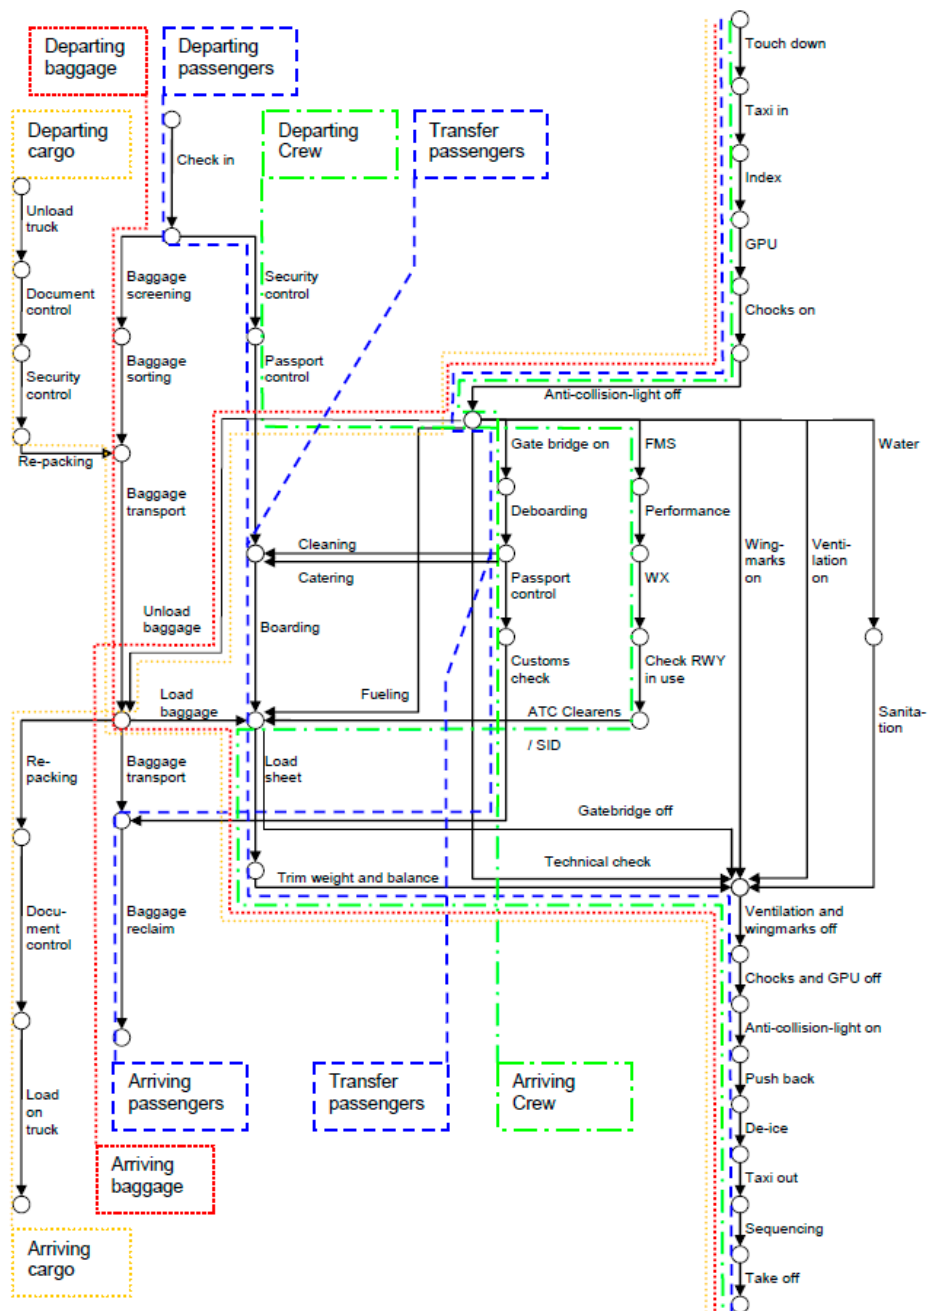 Departing
baggage
Departing
passengers
Touch down
Departing
cargo
Departing
Crew
Transfer
passengers
Taxi in
Check in
Index
Unload
truck
GPU
Baggage
screening
Security
control
Document
control
Chocks on
Baggage
sorting
Passport
control
Security
control
Anti-collision-light off
Re-packing
Gate bridge on
FMS
Water
Baggage
transport
Deboarding
Performance
Cleaning
Catering
Passport
control
WX
Wing-
marks
on
Venti-
lation
on
Unload
baggage
Boarding
Customs
check
Check RWY
in use
Load
baggage
Fueling
ATC Clearens
/ SID
Sanita-
tion
Re-
packing
Baggage
transport
Load
sheet
Gatebridge off
Technical check
Trim weight and balance
Docu-
ment
control
Baggage
reclaim
Ventilation and
wingmarks off
Chocks and GPU off
Anti-collision-light on
Load
on
truck
Arriving
passengers
Transfer
passengers
Arriving
Crew
Push back
De-ice
Arriving
baggage
Taxi out
Sequencing
Arriving
cargo
Take off